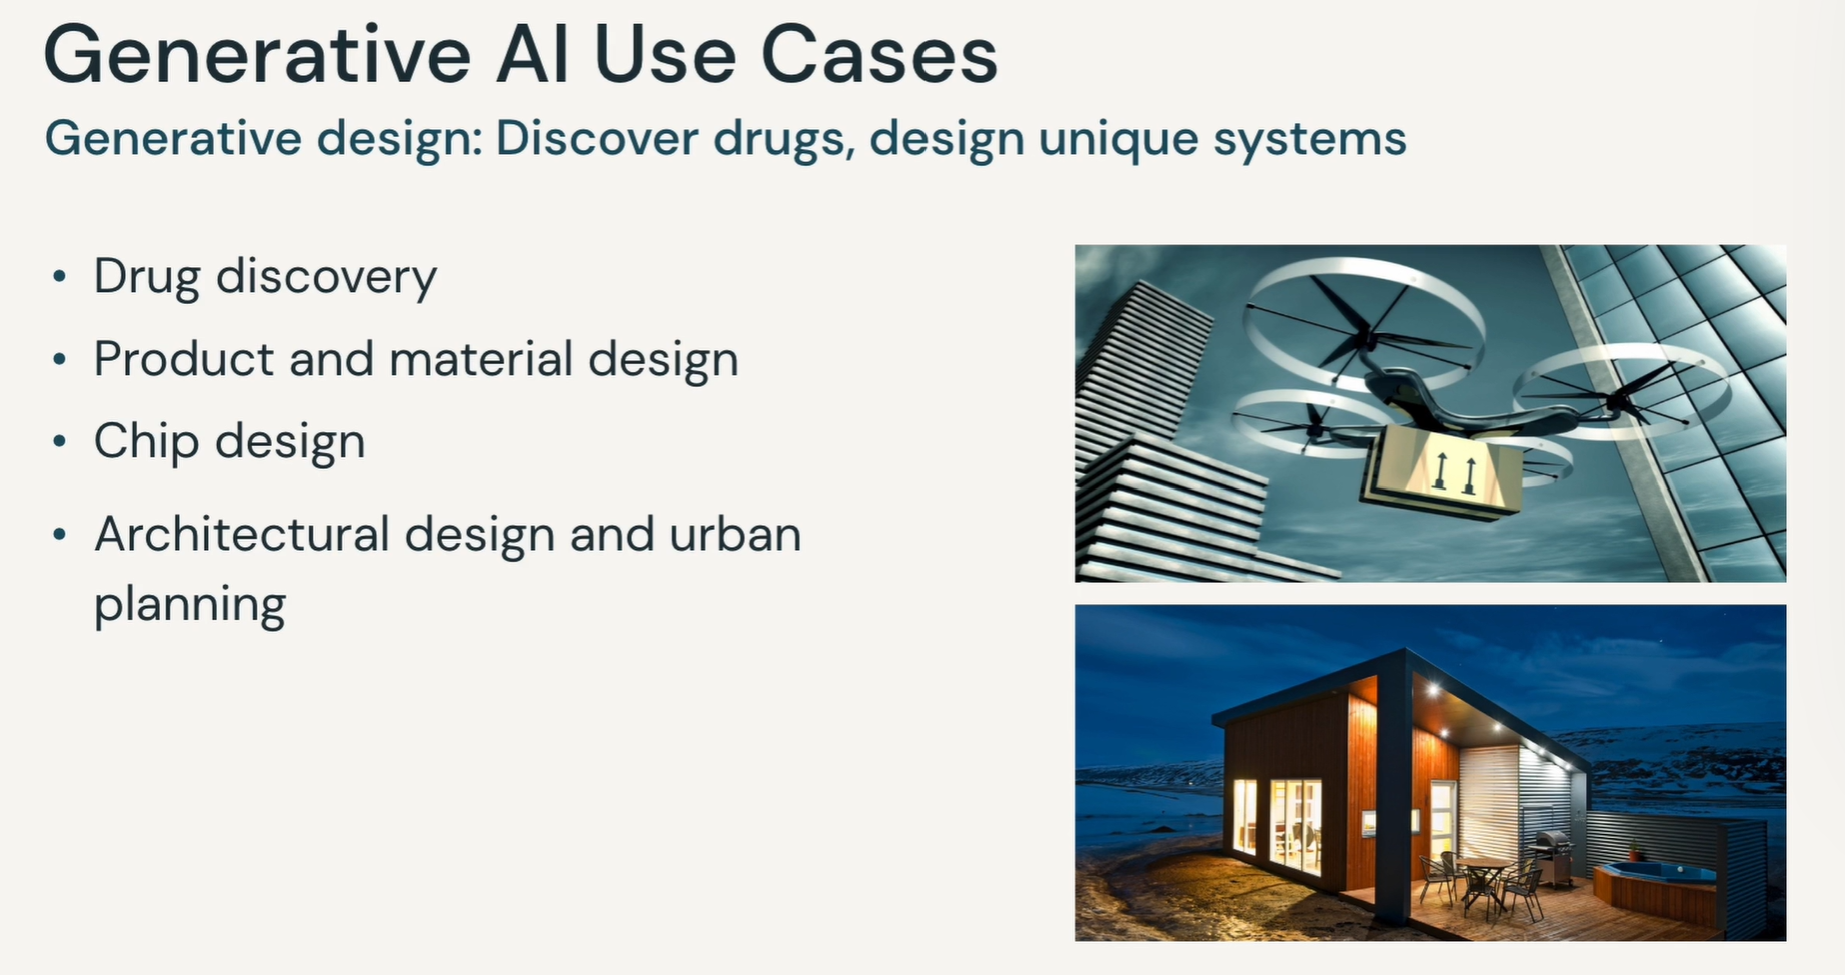 Generative AI Use Cases
Generative design: Discover drugs, design unique systems
• Drug discovery
• Product and material design
• Chip design
• Architectural design and urban
planning